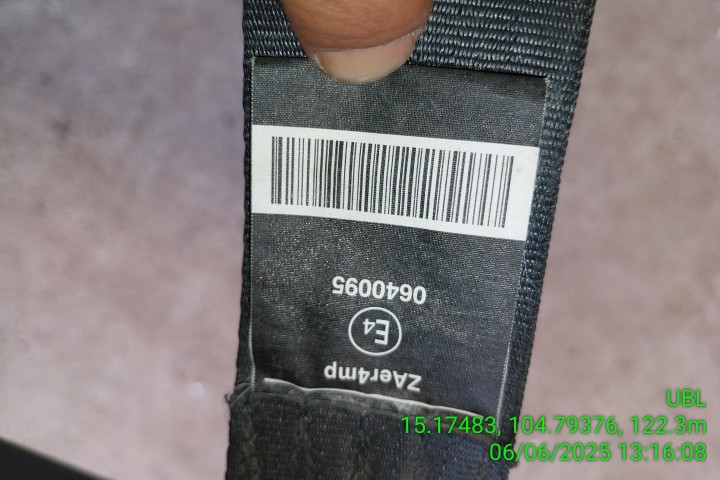 ZAer4mp
E4
0640095
UBL
15.17483, 104.79376, 122.3m
06/06/2025 13:16:08